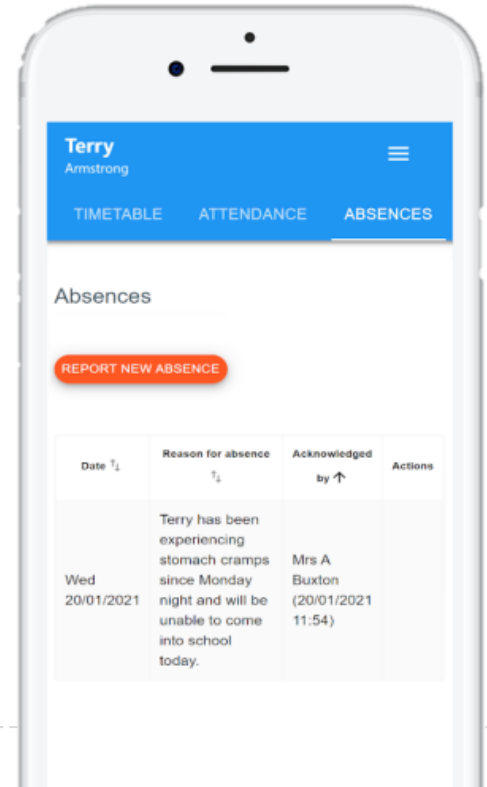 Terry
Armstrong
TIMETABLE ATTENDANCE ABSENCES
Absences
REPORT NEW ABSENCE
Date Reason for absence Acknowledged by Actions
Wed
20/01/2021
Terry has been
experiencing
stomach cramps
since Monday
night and will be
unable to come
into school
today.
Mrs A
Buxton
(20/01/2021
11:54)